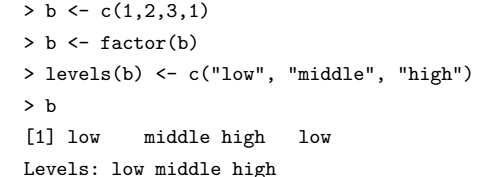 > b <- c(1,2,3,1)
> b <- factor(b)
> levels(b) <- c("low", "middle", "high")
> b
[1] low    middle high   low
Levels: low middle high